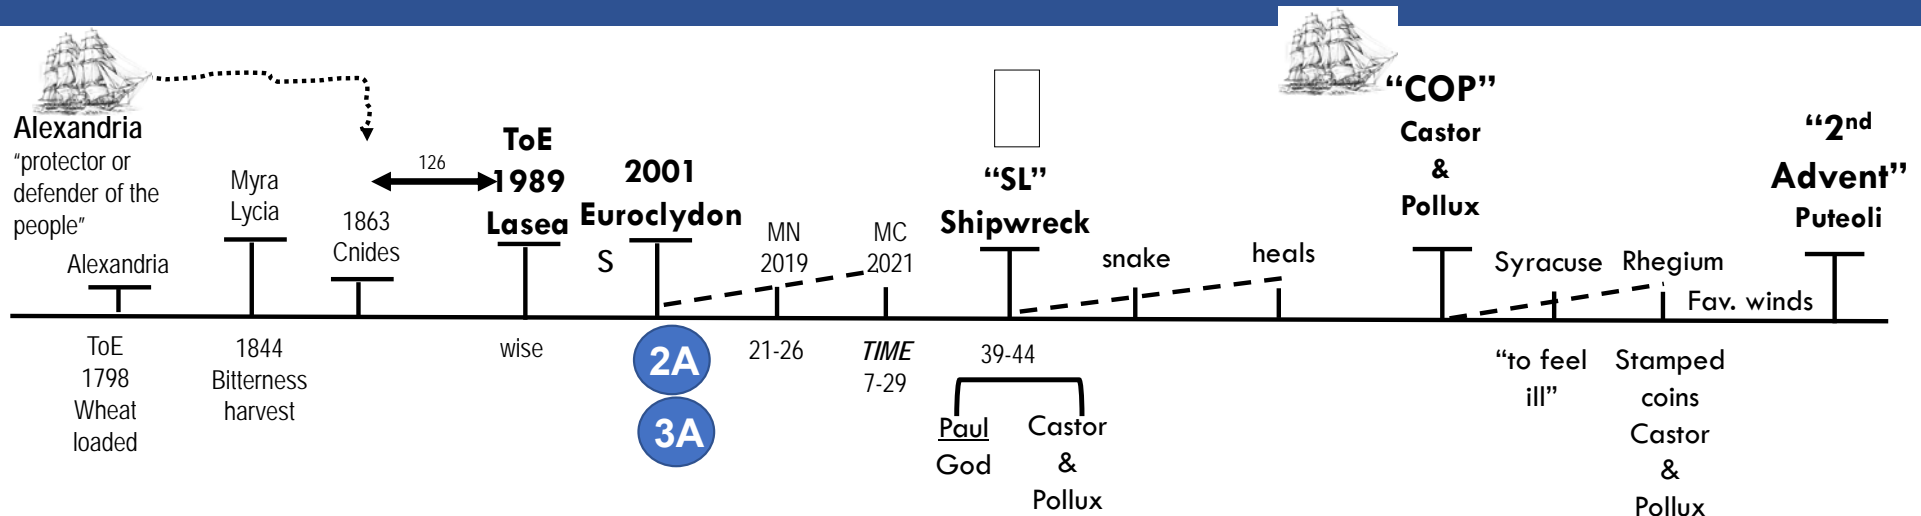 Alexandria
"protector or
defender of the
people"
Alexandria
ToE
1798
Wheat
loaded
Myra
Lycia
1844
Bitterness
harvest
126
1863
Cnides
ToE
1989
Lasea
wise
2001
Euroclydon
S
2A
3A
MN
2019
21-26
MC
2021
TIME
7-29
“SL”
Shipwreck
39-44
Paul
God
Castor
&
Pollux
snake
heals
“COP”
Castor
&
Pollux
Syracuse
“to feel
ill”
Rhegium
Stamped
coins
Castor
&
Pollux
Fav. winds
“2nd
Advent”
Puteoli